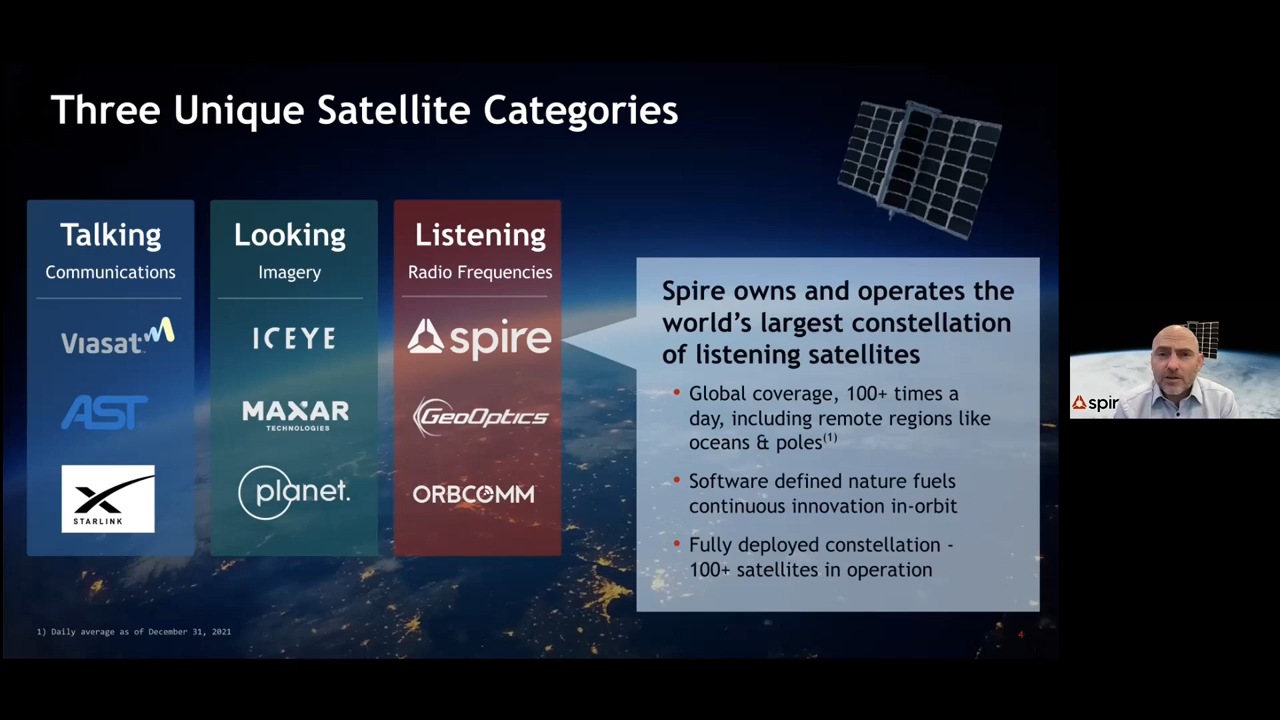 Three Unique Satellite Categories
Talking
Communications
Viasat
AST
STARLINK
Looking
Imagery
ICEYE
MAXAR
TECHNOLOGIES
planet.
Listening
Radio Frequencies
spire
GeoOptics
ORBCOMM
Spire owns and operates the
world's largest constellation
of listening satellites
• Global coverage, 100+ times a
day, including remote regions like
oceans & poles(1)
• Software defined nature fuels
continuous innovation in-orbit
• Fully deployed constellation -
100+ satellites in operation
1) Daily average as of December 31, 2021
4
spir